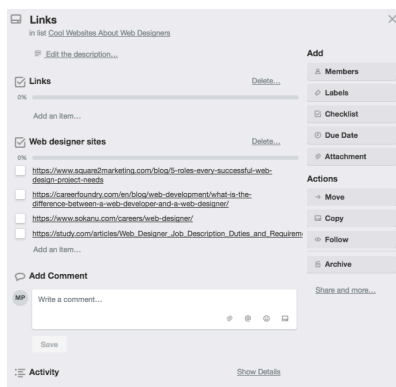 Links
in list Cool Websites About Web Designers
Edit the description…
Links
Delete…
0%
Add an item…
Web designer sites
Delete…
0%
https://www.square2marketing.com/blog/5-roles-every-successful-web-
design-project-needs
https://careerfoundry.com/en/blog/web-development/what-is-the-
difference-between-a-web-developer-and-a-web-designer/
https://www.sokanu.com/careers/web-designer/
https://study.com/articles/Web_Designer_Job_Description_Duties_and_Requirem
Add an item…
Add Comment
MP
Write a comment…
Save
Activity
Show Details
Add
Members
Labels
Checklist
Due Date
Attachment
Actions
Move
Copy
Follow
Archive
Share and more…